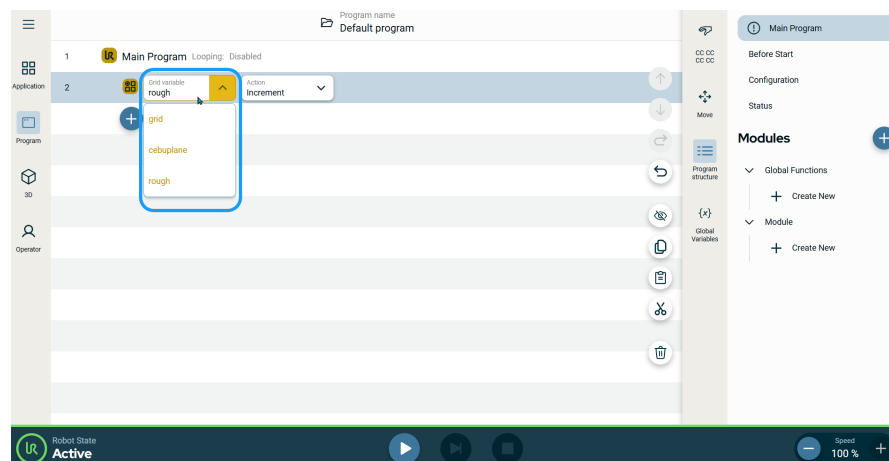 Program name
Default program
1 Main Program Looping: Disabled
2 Grid variable rough Action Increment
grid
cebuplane
rough
Application
Program
3D
Operator
CC CC
CC CC
Move
Program
structure
{x}
Global
Variables
Main Program
Before Start
Configuration
Status
Modules
Global Functions
Create New
Module
Create New
Robot State
Active
Speed
100 %